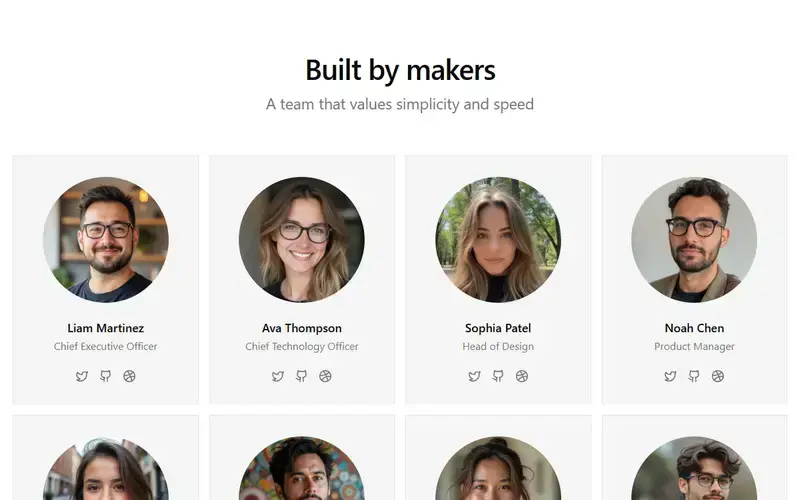 Built by makers
A team that values simplicity and speed
Liam Martinez
Chief Executive Officer
Ava Thompson
Chief Technology Officer
Sophia Patel
Head of Design
Noah Chen
Product Manager